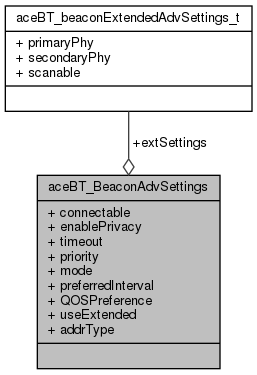 aceBT_beaconExtendedAdvSettings_t
+ primaryPhy
+ secondaryPhy
+ scanable
+extSettings
aceBT_BeaconAdvSettings
+ connectable
+ enablePrivacy
+ timeout
+ priority
+ mode
+ preferredInterval
+ QOSPreference
+ useExtended
+ addrType